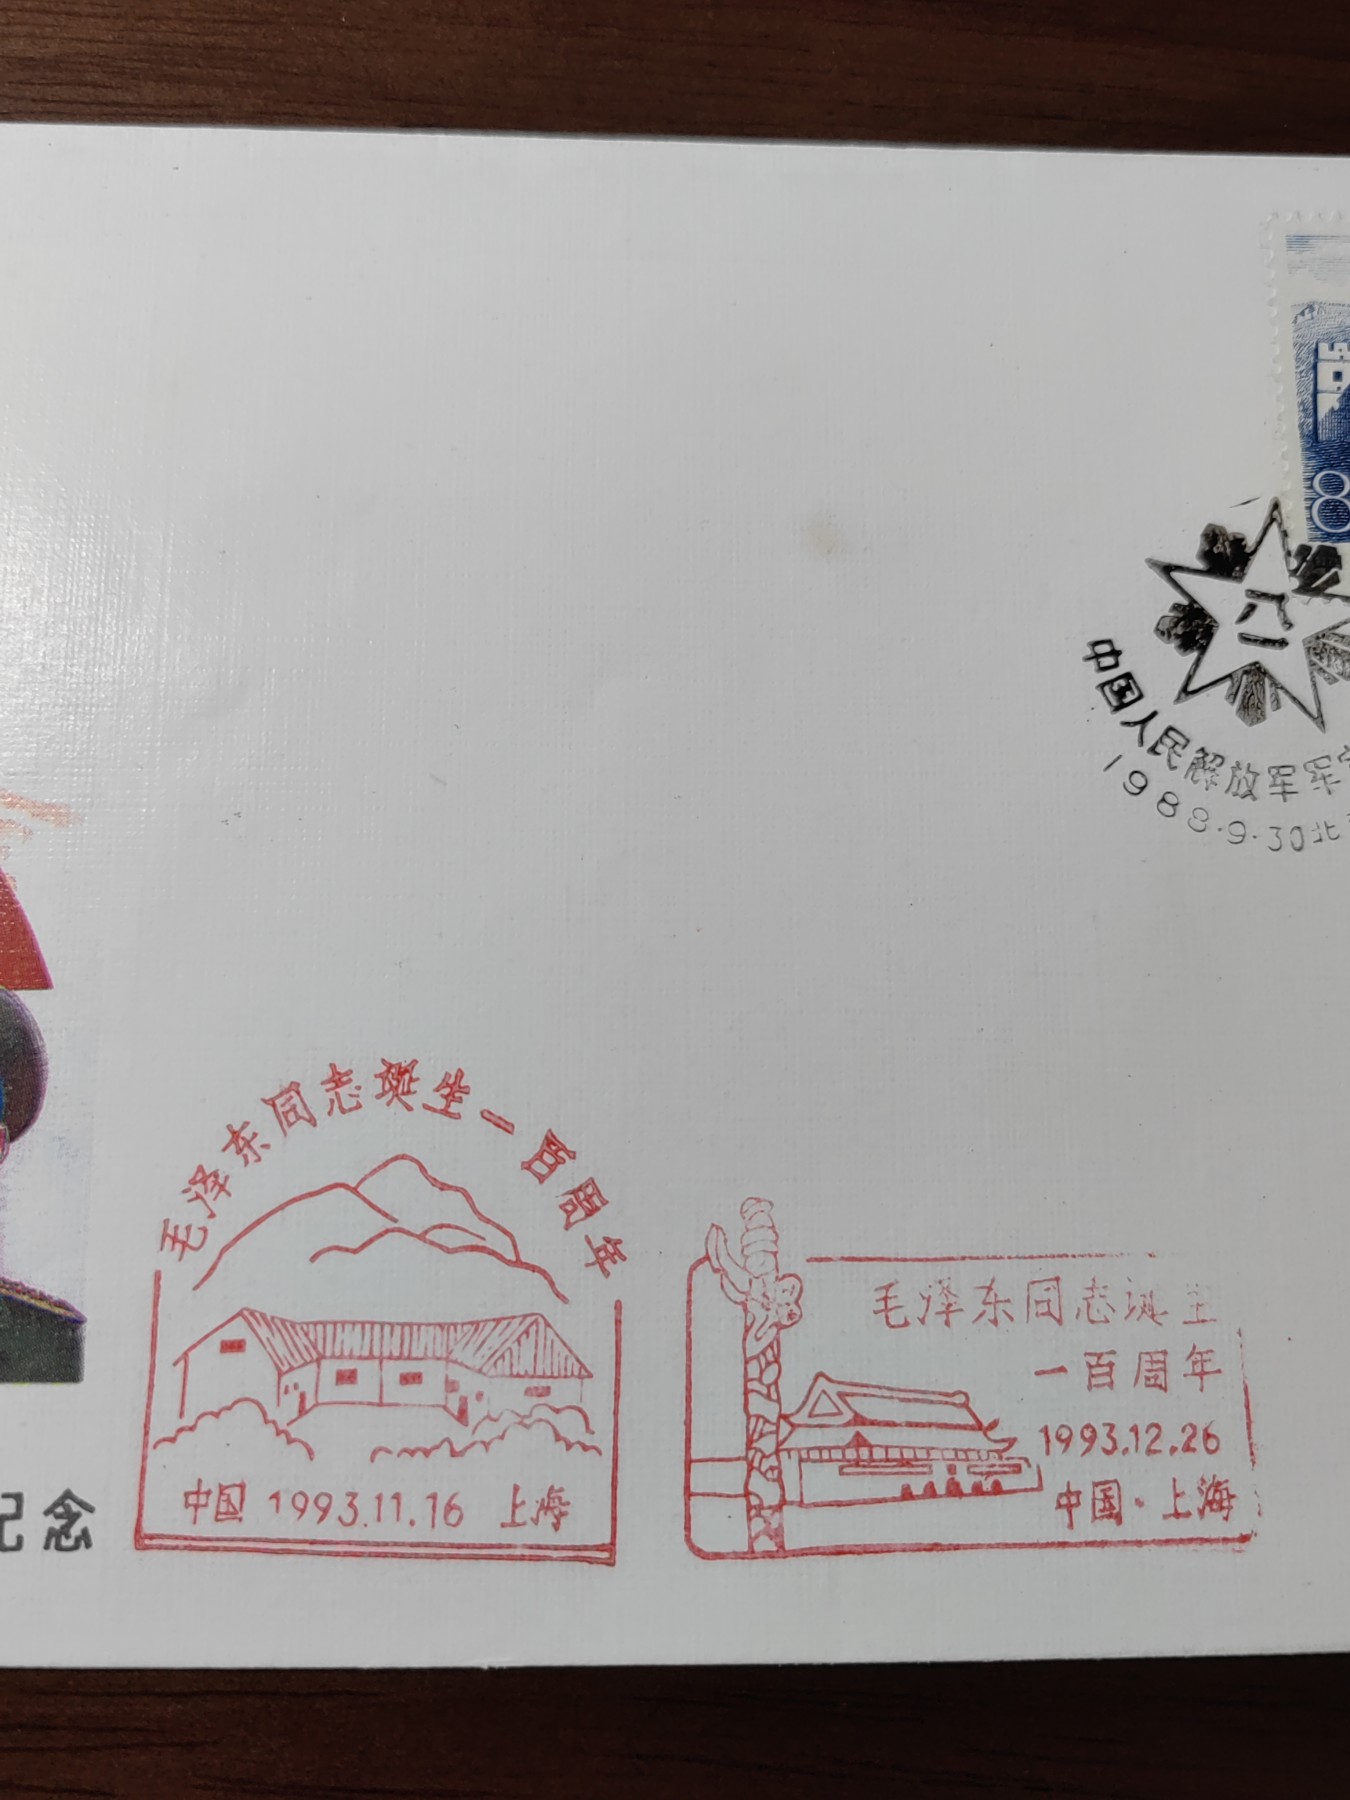 8
八一
中国人民解放军军
1988.9.30北
毛泽东同志诞生一百周年
中国 1993.11.16 上海
毛泽东同志诞生
一百周年
1993.12.26
中国·上海
纪念